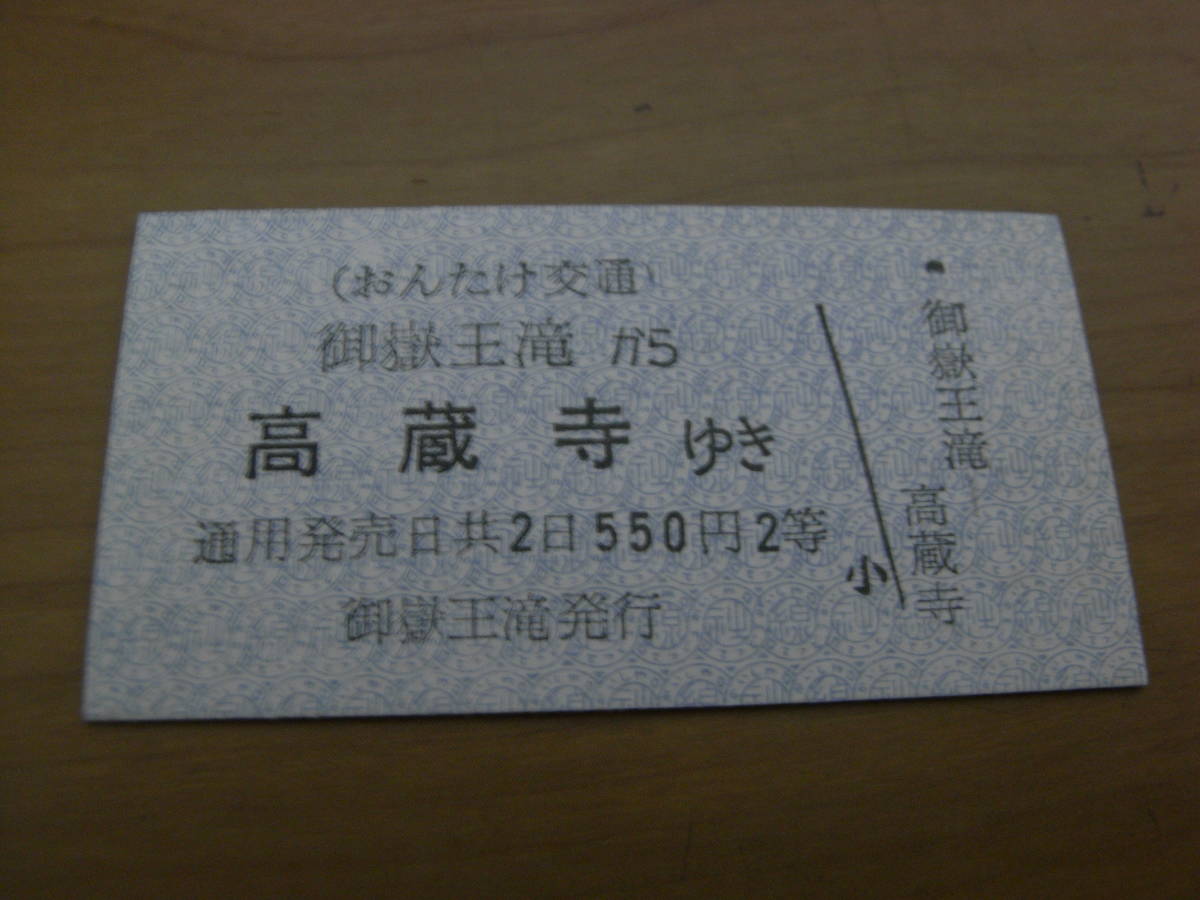 (おんたけ交通)
御嶽王滝から
高蔵寺ゆき
通用発売日共2日550円2等
御嶽王滝発行
小
御嶽王滝
高蔵寺